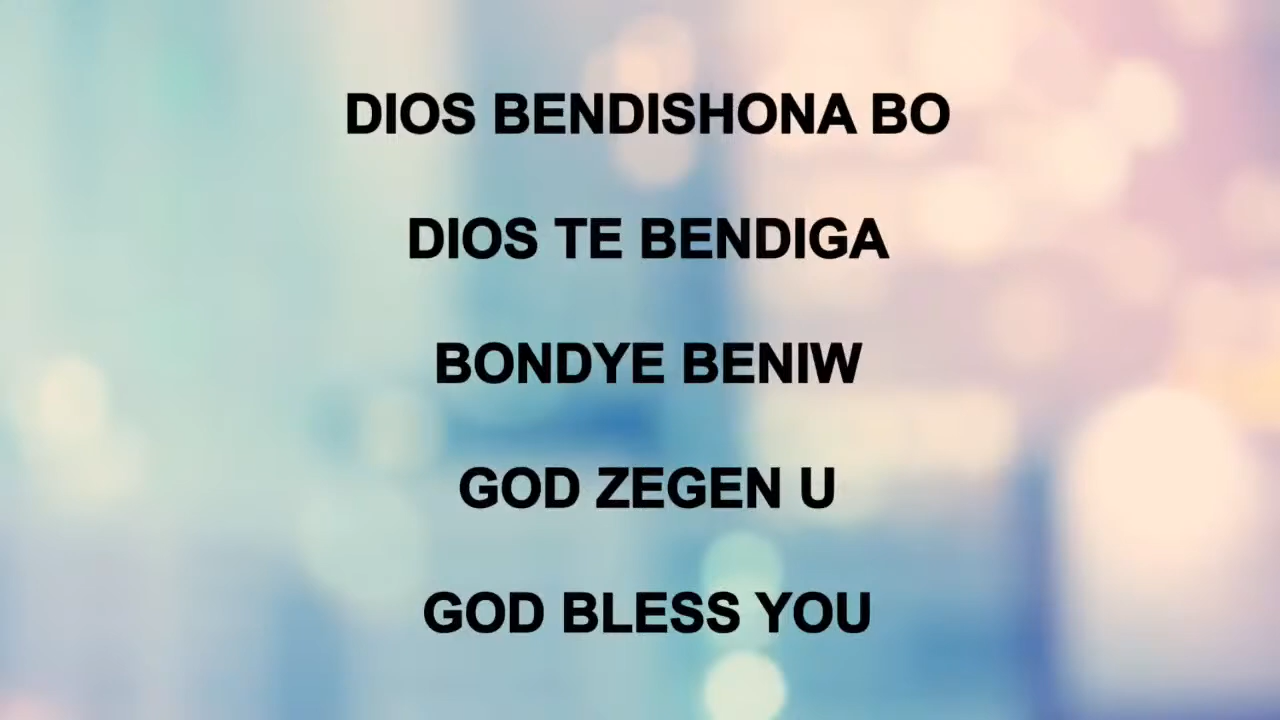 DIOS BENDISHONA BO
DIOS TE BENDIGA
BONDYE BENIW
GOD ZEGEN U
GOD BLESS YOU